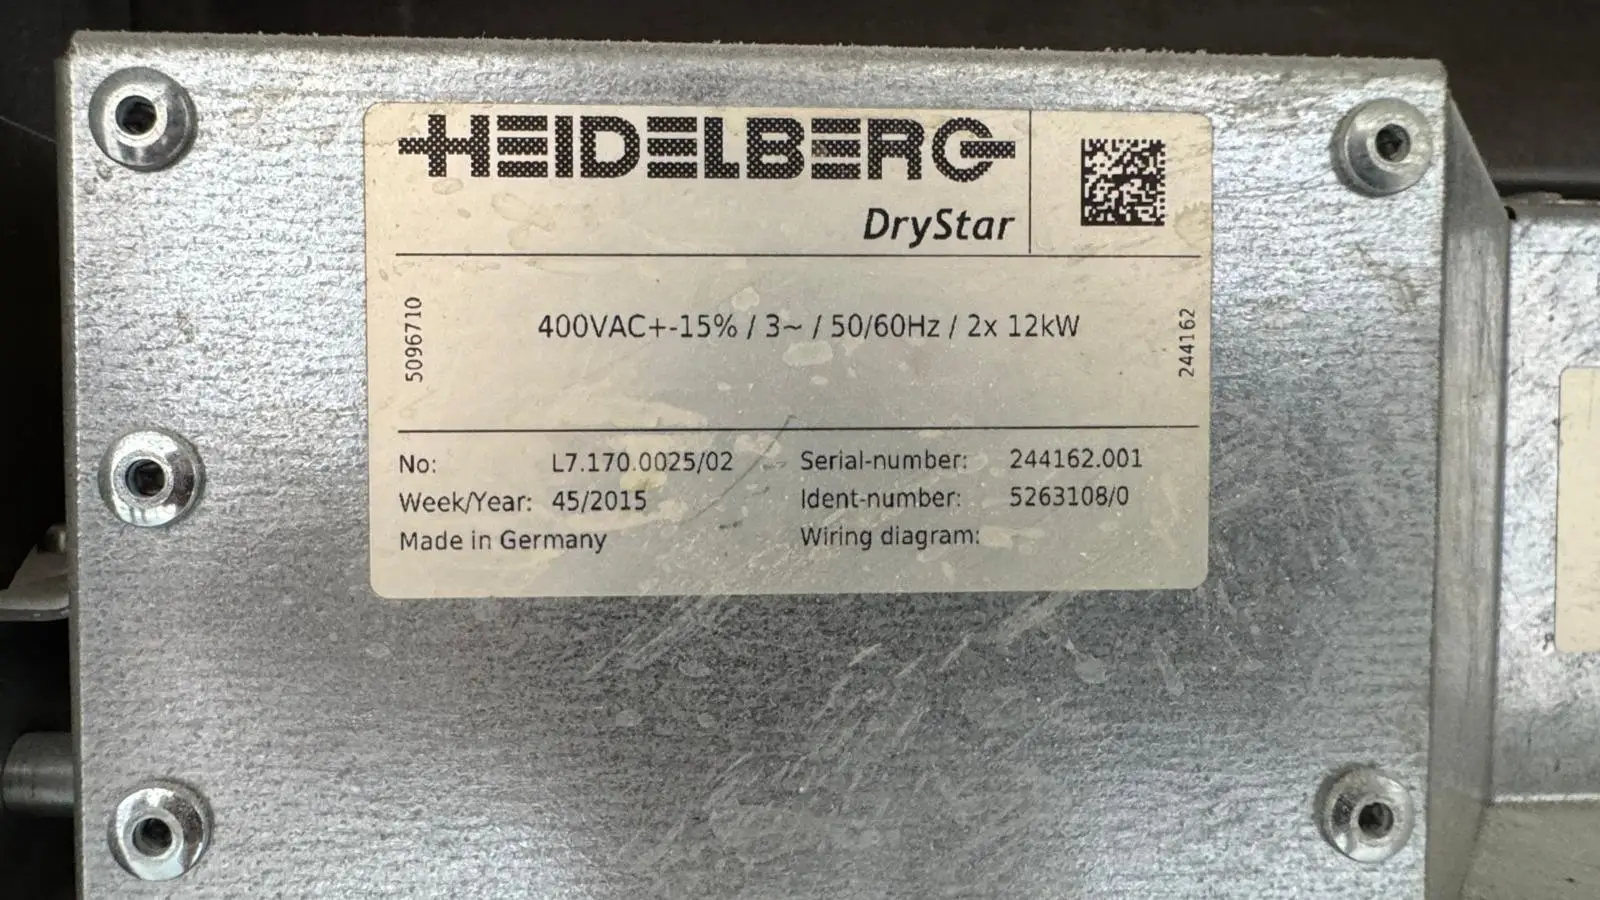 HEIDELBERG
DryStar
5096710
400VAC+-15% / 3~ / 50/60Hz / 2x 12kW
244162
No: L7.170.0025/02 Serial-number: 244162.001
Week/Year: 45/2015 Ident-number: 5263108/0
Made in Germany Wiring diagram: